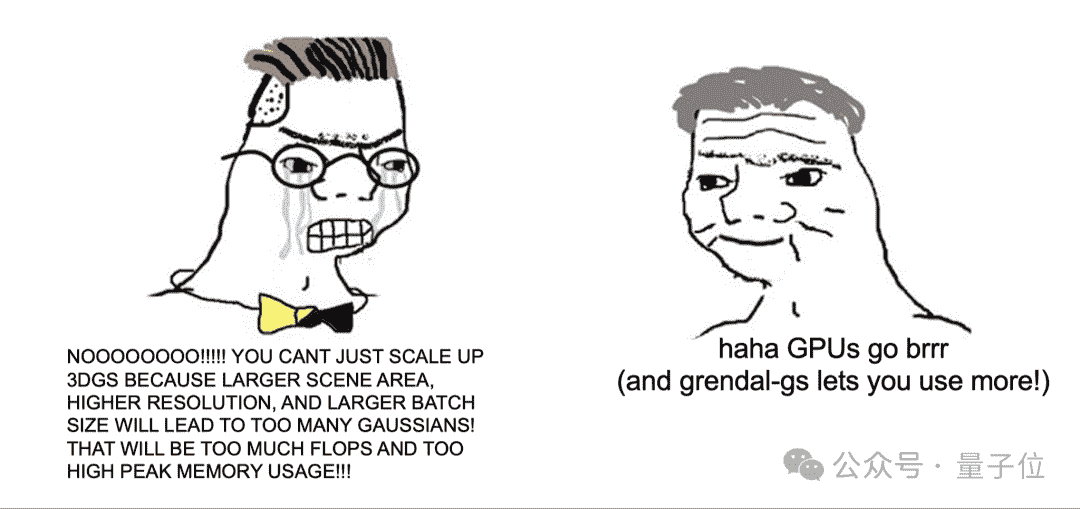 NOOOOOOOO!!!!! YOU CANT JUST SCALE UP
3DGS BECAUSE LARGER SCENE AREA,
HIGHER RESOLUTION, AND LARGER BATCH
SIZE WILL LEAD TO TOO MANY GAUSSIANS!
THAT WILL BE TOO MUCH FLOPS AND TOO
HIGH PEAK MEMORY USAGE!!!
haha GPUs go brrr
(and grendal-gs lets you use more!)
公众号 · 量子位